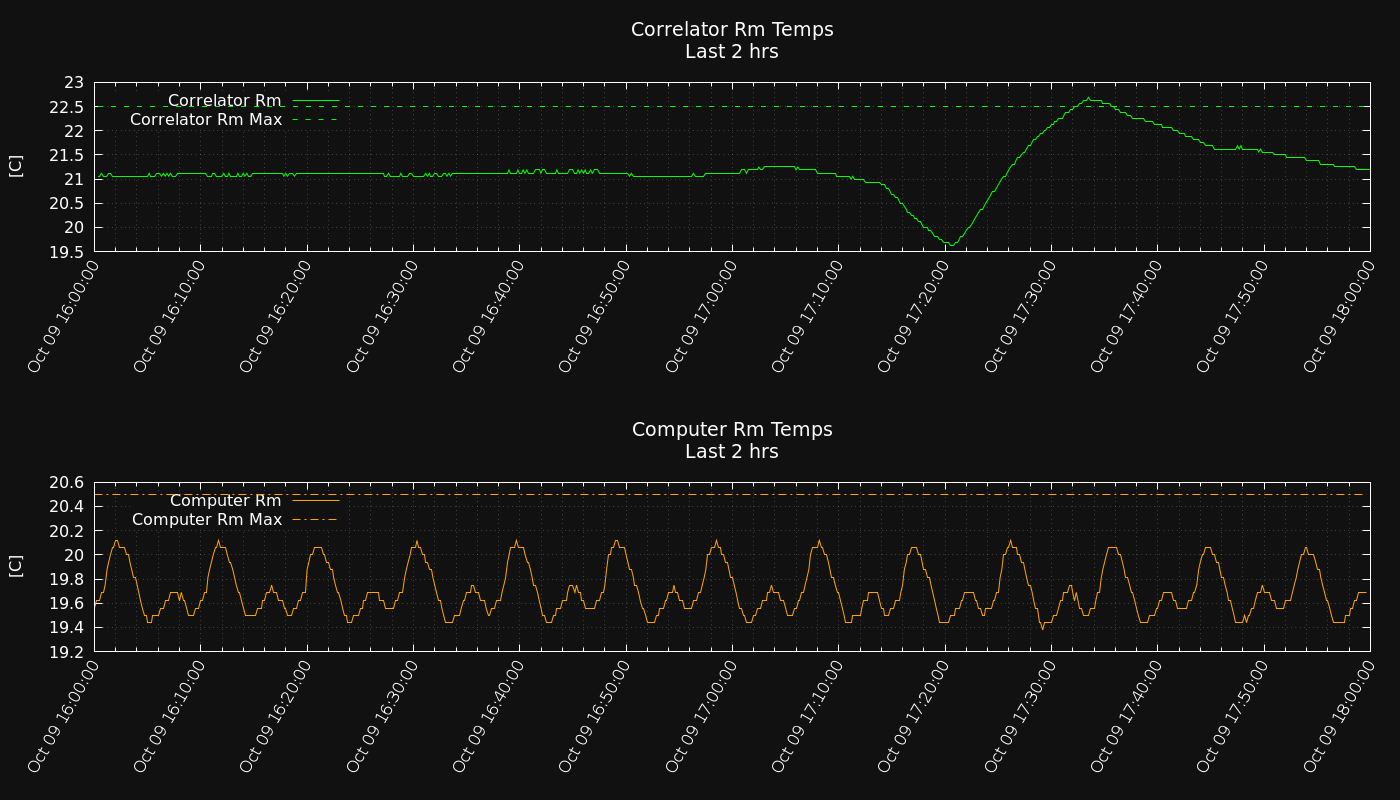 Correlator Rm Temps
Last 2 hrs
23
22.5
22
21.5
21
20.5
20
19.5
[C]
Correlator Rm
Correlator Rm Max
Oct 09 16:00:00
Oct 09 16:10:00
Oct 09 16:20:00
Oct 09 16:30:00
Oct 09 16:40:00
Oct 09 16:50:00
Oct 09 17:00:00
Oct 09 17:10:00
Oct 09 17:20:00
Oct 09 17:30:00
Oct 09 17:40:00
Oct 09 17:50:00
Oct 09 18:00:00
Computer Rm Temps
Last 2 hrs
20.6
20.4
20.2
20
19.8
19.6
19.4
19.2
[C]
Computer Rm
Computer Rm Max
Oct 09 16:00:00
Oct 09 16:10:00
Oct 09 16:20:00
Oct 09 16:30:00
Oct 09 16:40:00
Oct 09 16:50:00
Oct 09 17:00:00
Oct 09 17:10:00
Oct 09 17:20:00
Oct 09 17:30:00
Oct 09 17:40:00
Oct 09 17:50:00
Oct 09 18:00:00